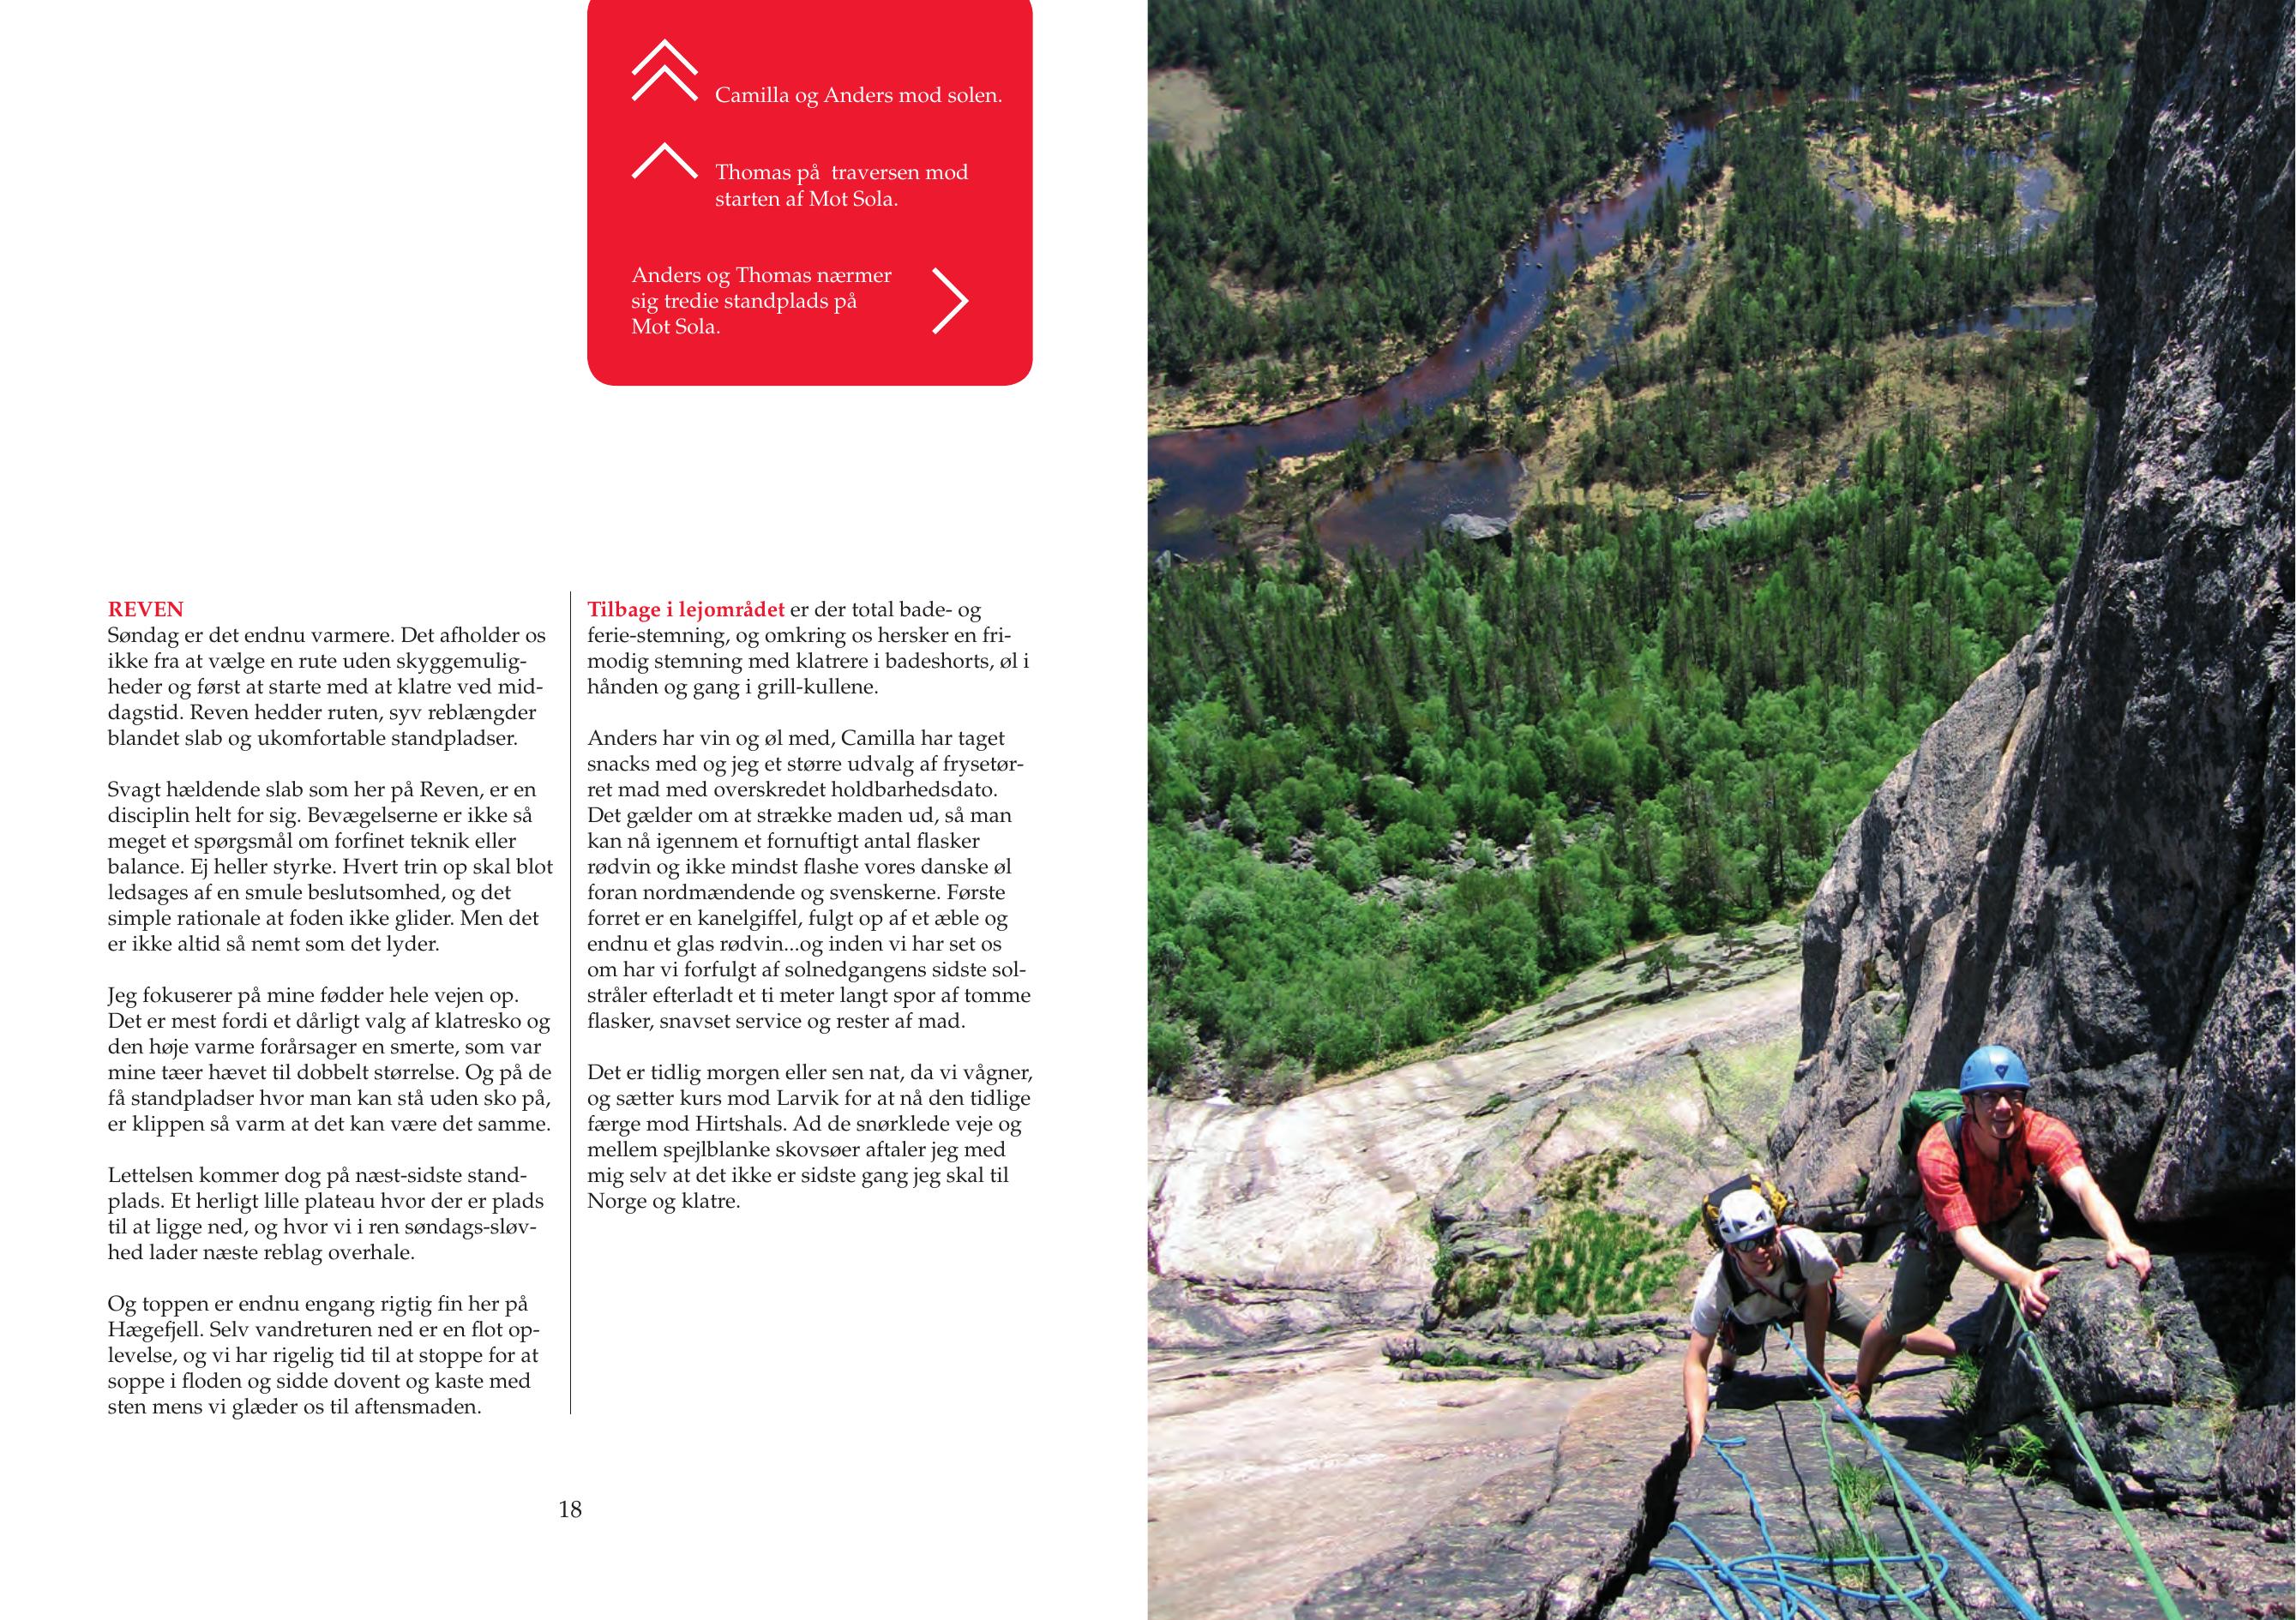 Camilla og Anders mod solen.
Thomas på  traversen mod
starten af Mot Sola.
Anders og Thomas nærmer
sig tredie standplads på
Mot Sola.
REVEN
Søndag er det endnu varmere. Det afholder os
ikke fra at vælge en rute uden skyggemulig-
heder og først at starte med at klatre ved mid-
dagstid. Reven hedder ruten, syv reblængder
blandet slab og ukomfortable standpladser.
Svagt hældende slab som her på Reven, er en
disciplin helt for sig. Bevægelserne er ikke så
meget et spørgsmål om forfinet teknik eller
balance. Ej heller styrke. Hvert trin op skal blot
ledsages af en smule beslutsomhed, og det
simple rationale at foden ikke glider. Men det
er ikke altid så nemt som det lyder.
Jeg fokuserer på mine fødder hele vejen op.
Det er mest fordi et dårligt valg af klatresko og
den høje varme forårsager en smerte, som var
mine tæer hævet til dobbelt størrelse. Og på de
få standpladser hvor man kan stå uden sko på,
er klippen så varm at det kan være det samme.
Lettelsen kommer dog på næst-sidste stand-
plads. Et herligt lille plateau hvor der er plads
til at ligge ned, og hvor vi i ren søndags-sløv-
hed lader næste reblag overhale.
Og toppen er endnu engang rigtig fin her på
Hægefjell. Selv vandreturen ned er en flot op-
levelse, og vi har rigelig tid til at stoppe for at
soppe i floden og sidde dovent og kaste med
sten mens vi glæder os til aftensmaden.
Tilbage i lejområdet er der total bade- og
ferie-stemning, og omkring os hersker en fri-
modig stemning med klatrere i badeshorts, øl i
hånden og gang i grill-kullene.
Anders har vin og øl med, Camilla har taget
snacks med og jeg et større udvalg af frysetør-
ret mad med overskredet holdbarhedsdato.
Det gælder om at strække maden ud, så man
kan nå igennem et fornuftigt antal flasker
rødvin og ikke mindst flashe vores danske øl
foran nordmændende og svenskerne. Første
forret er en kanelgiffel, fulgt op af et æble og
endnu et glas rødvin...og inden vi har set os
om har vi forfulgt af solnedgangens sidste sol-
stråler efterladt et ti meter langt spor af tomme
flasker, snavset service og rester af mad.
Det er tidlig morgen eller sen nat, da vi vågner,
og sætter kurs mod Larvik for at nå den tidlige
færge mod Hirtshals. Ad de snørklede veje og
mellem spejlblanke skovsøer aftaler jeg med
mig selv at det ikke er sidste gang jeg skal til
Norge og klatre.
18